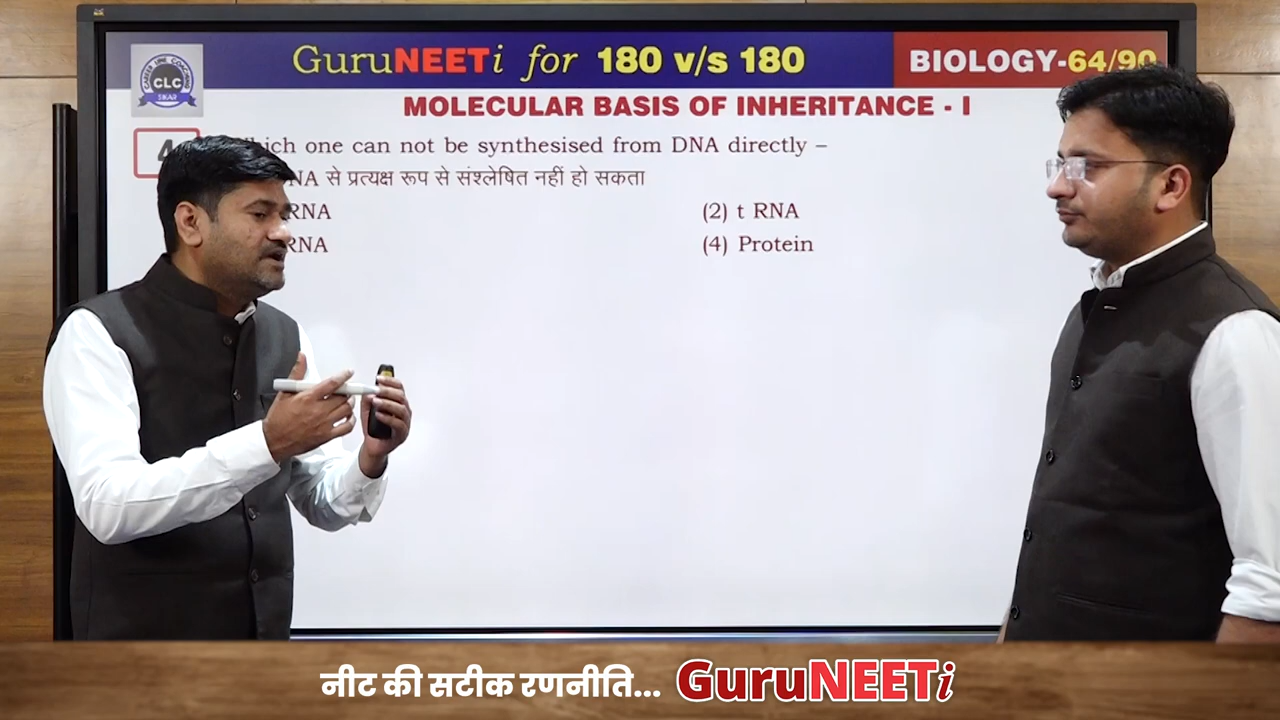 GuruNEETi for 180 v/s 180
BIOLOGY-64/90
CLC
MOLECULAR BASIS OF INHERITANCE - I
one can not be synthesised from DNA directly –
से प्रत्यक्ष रूप से संश्लेषित नहीं हो सकता
RNA
(2) t RNA
RNA
(4) Protein
नीट की सटीक रणनीति... GuruNEETi